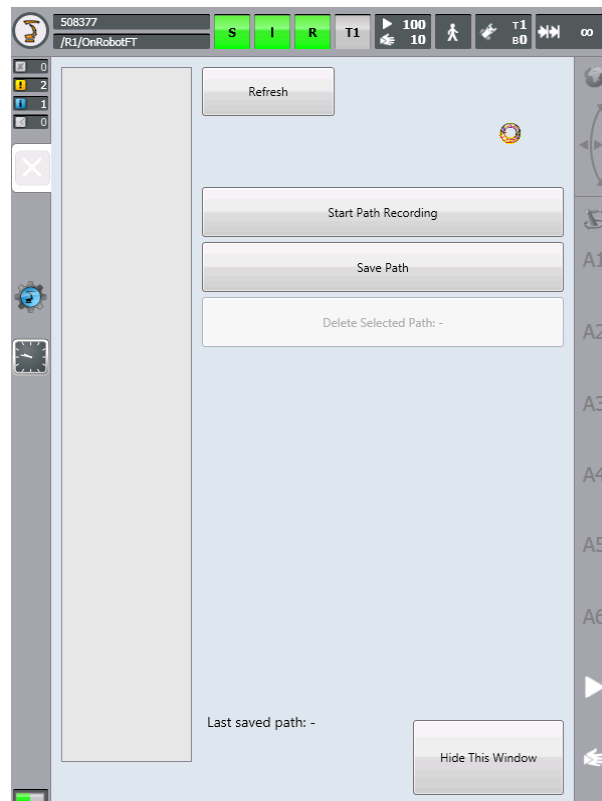 508377
/R1/OnRobotFT
S I R T1
100
10
T1
B0
∞
0
2
1
0
Refresh
Start Path Recording
Save Path
Delete Selected Path: -
A1
A2
A3
A4
A5
A6
Last saved path: -
Hide This Window